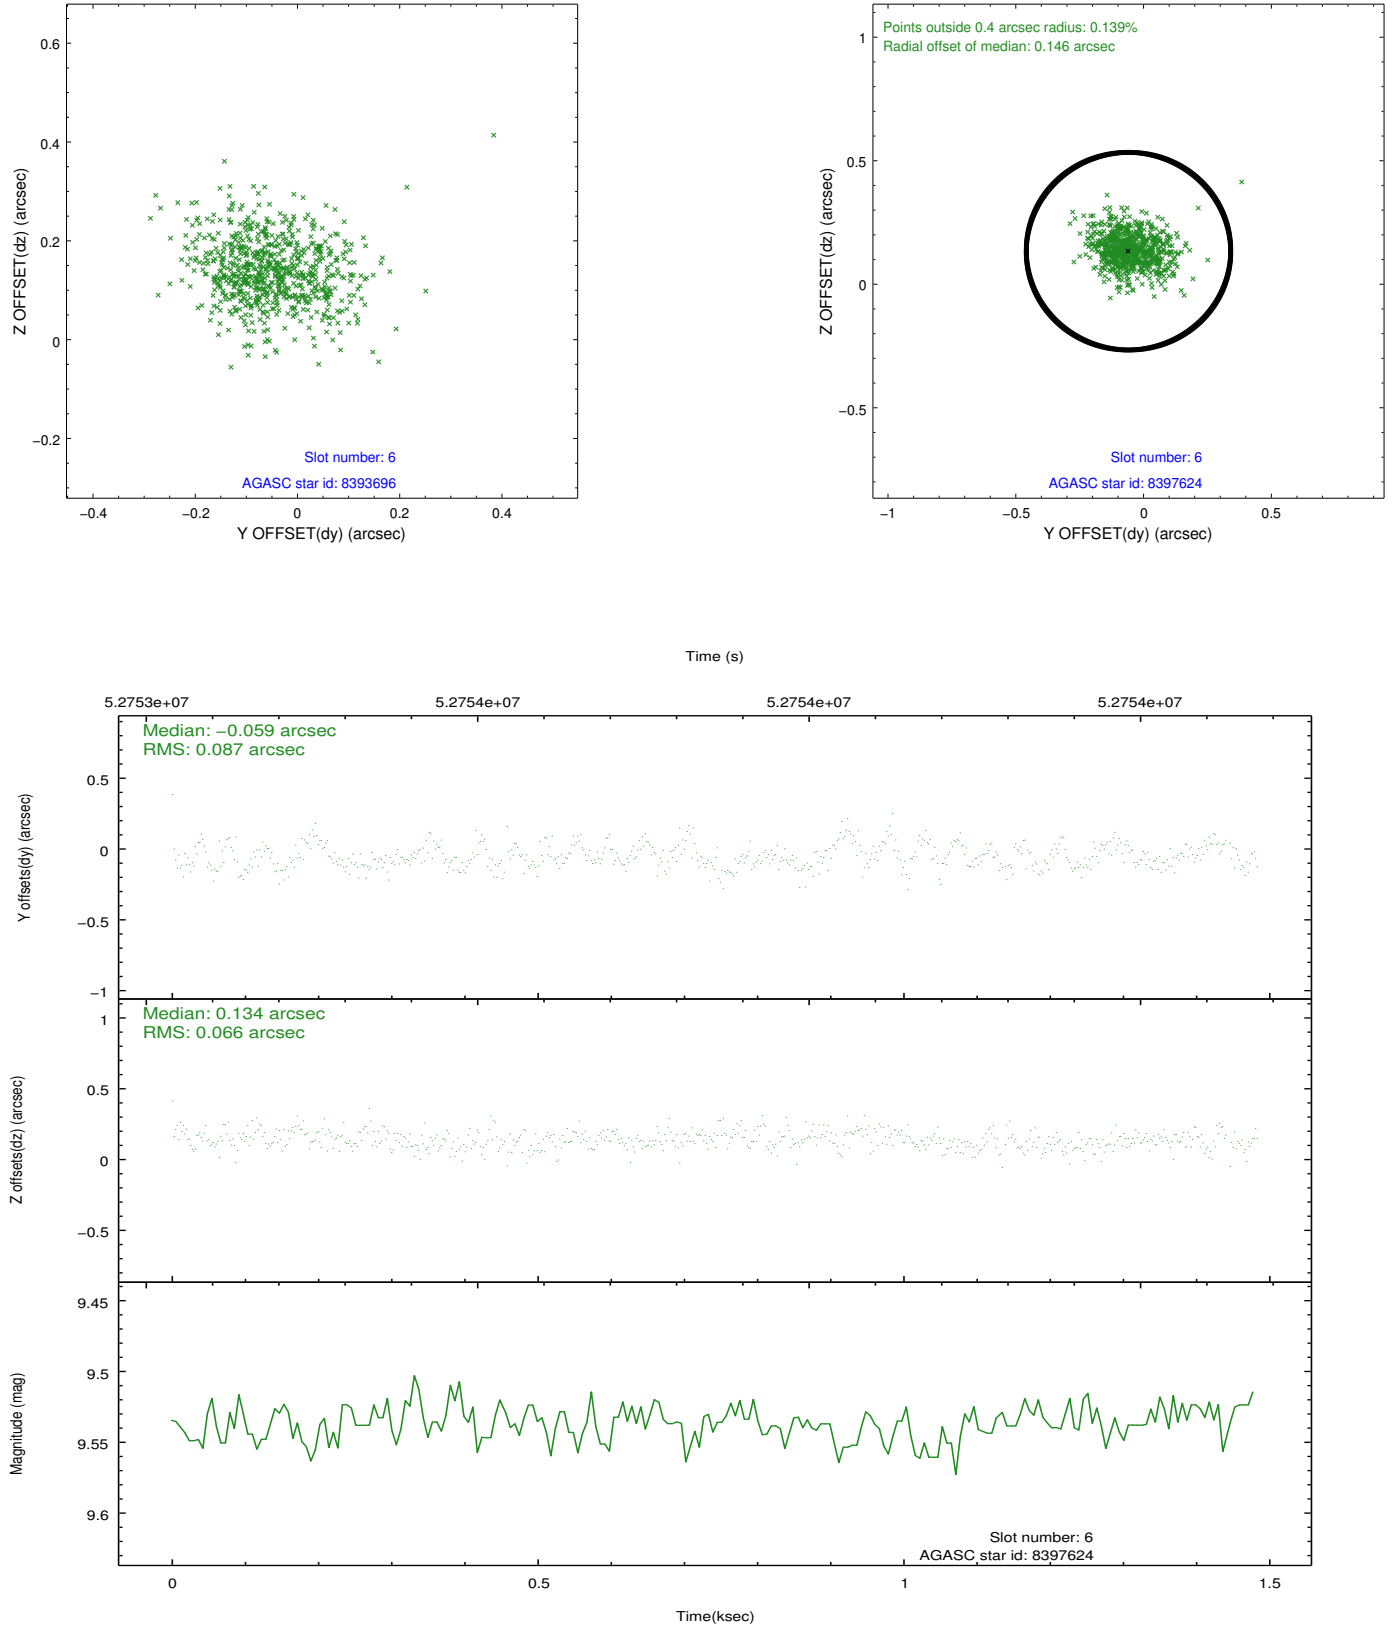 0.6
0.4
0.2
0
−0.2
Z OFFSET(dz) (arcsec)
Slot number: 6
AGASC star id: 8393696
−0.4
−0.2
0
0.2
0.4
Y OFFSET(dy) (arcsec)
Points outside 0.4 arcsec radius: 0.139%
Radial offset of median: 0.146 arcsec
1
0.5
0
−0.5
Z OFFSET(dz) (arcsec)
Slot number: 6
AGASC star id: 8397624
−1
−0.5
0
0.5
Y OFFSET(dy) (arcsec)
Time (s)
5.2753e+07
5.2754e+07
5.2754e+07
5.2754e+07
Median: −0.059 arcsec
RMS: 0.087 arcsec
0.5
0
−0.5
−1
Y offsets(dy) (arcsec)
Median: 0.134 arcsec
RMS: 0.066 arcsec
1
0.5
0
−0.5
Z offsets(dz) (arcsec)
9.45
9.5
9.55
9.6
Magnitude (mag)
Slot number: 6
AGASC star id: 8397624
0
0.5
1
1.5
Time(ksec)